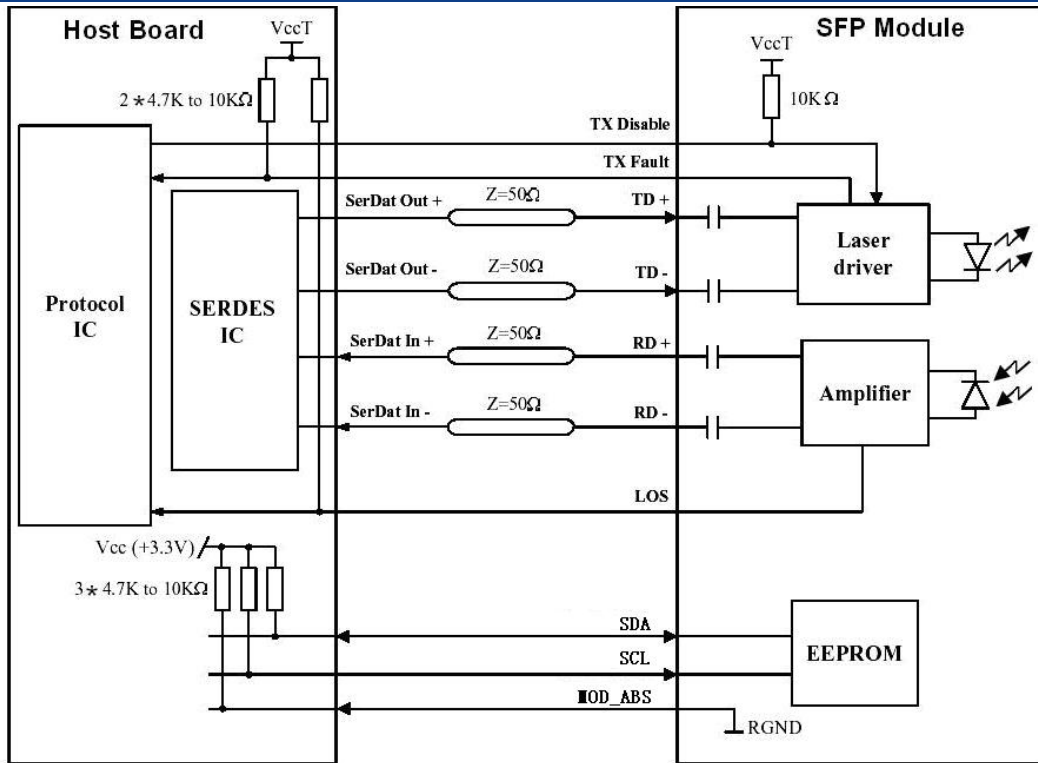 Host Board
SFP Module
VccT
VccT
2*4.7K to 10KΩ
10KΩ
TX Disable
TX Fault
SerDat Out +
Z=50Ω
TD +
Laser
driver
SerDat Out -
Z=50Ω
TD -
Protocol
IC
SERDES
IC
SerDat In +
Z=50Ω
RD +
Amplifier
SerDat In -
Z=50Ω
RD -
LOS
Vcc (+3.3V)
3*4.7K to 10KΩ
SDA
SCL
EEPROM
MOD_ABS
RGND